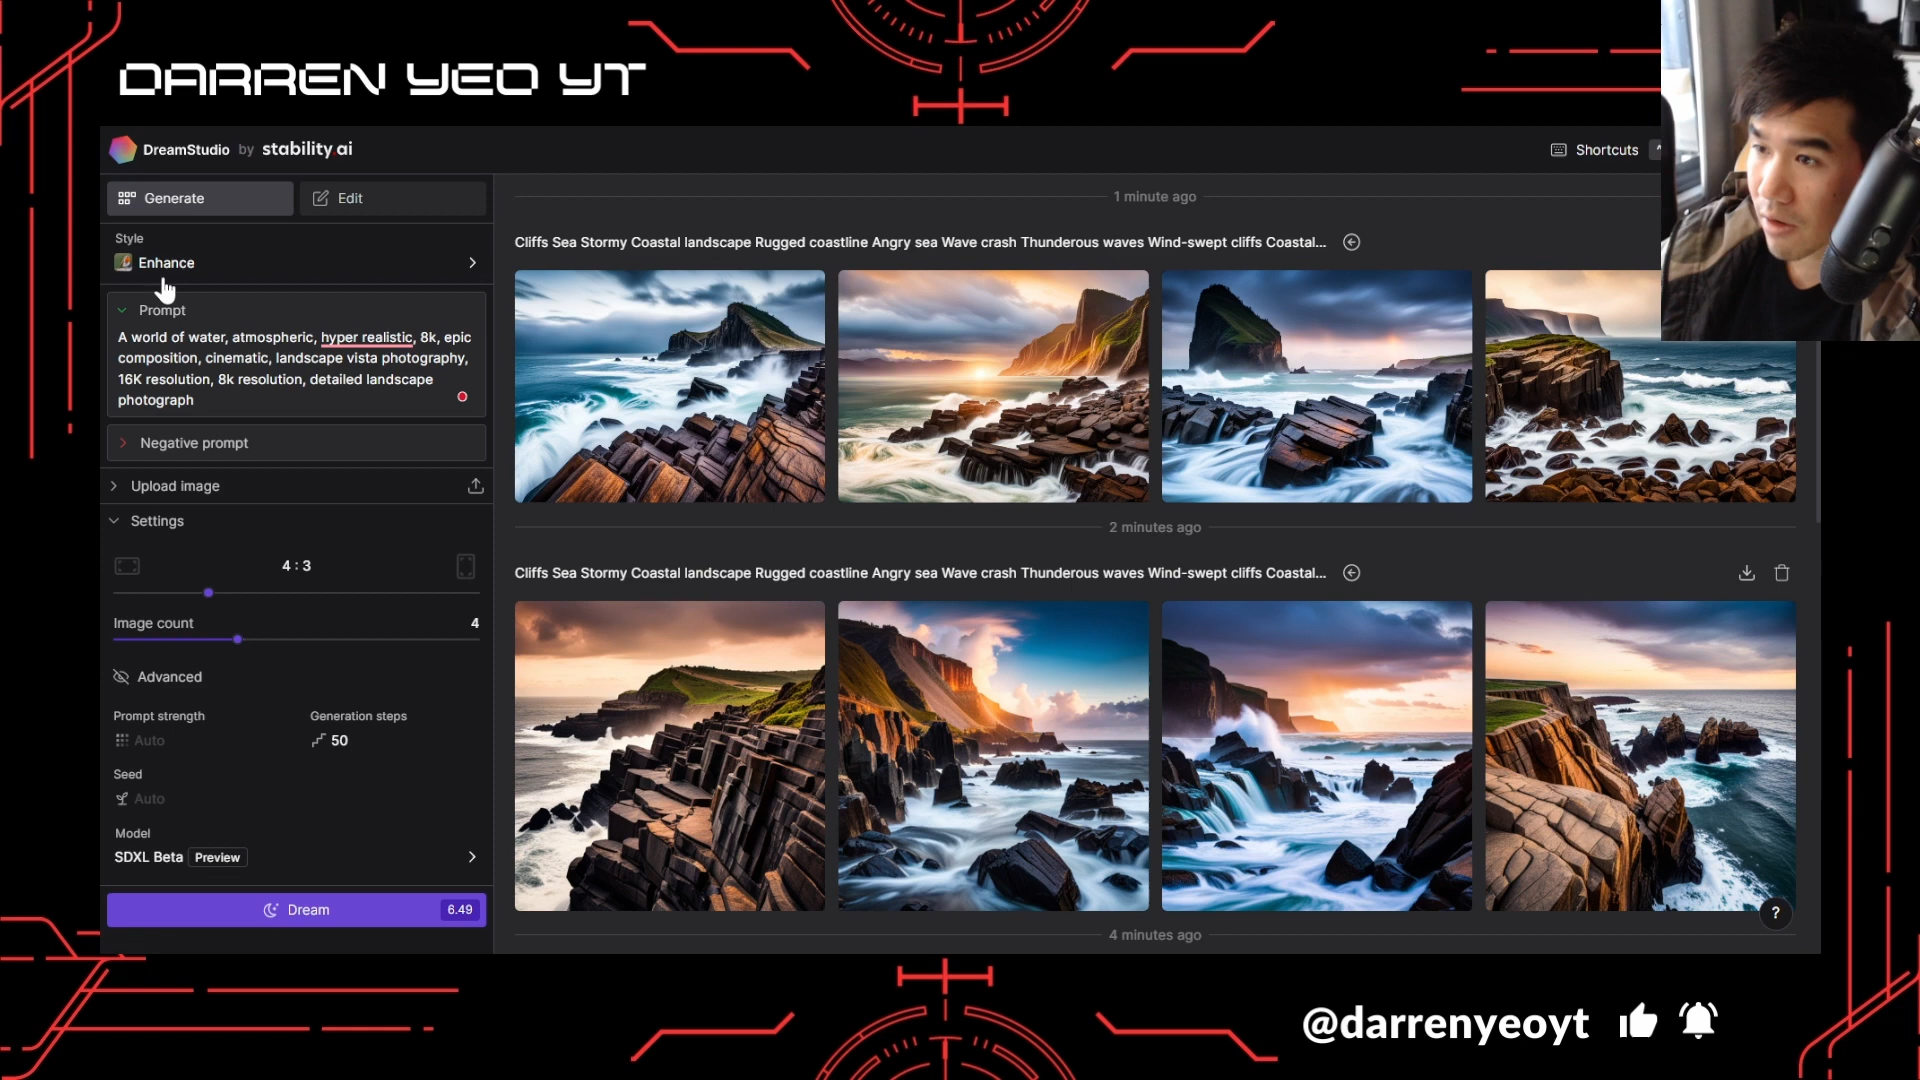 DARREN YEO YT
DreamStudio by stability.ai
Shortcuts
Generate
Edit
Style
Enhance
Prompt
A world of water, atmospheric, hyper realistic, 8k, epic
composition, cinematic, landscape vista photography,
16K resolution, 8k resolution, detailed landscape
photograph
Negative prompt
Upload image
Settings
4 : 3
Image count 4
Advanced
Prompt strength
Auto
Generation steps
50
Seed
Auto
Model
SDXL Beta Preview
Dream 6.49
1 minute ago
Cliffs Sea Stormy Coastal landscape Rugged coastline Angry sea Wave crash Thunderous waves Wind-swept cliffs Coastal...
2 minutes ago
Cliffs Sea Stormy Coastal landscape Rugged coastline Angry sea Wave crash Thunderous waves Wind-swept cliffs Coastal...
?
4 minutes ago
@darrenyeoyt